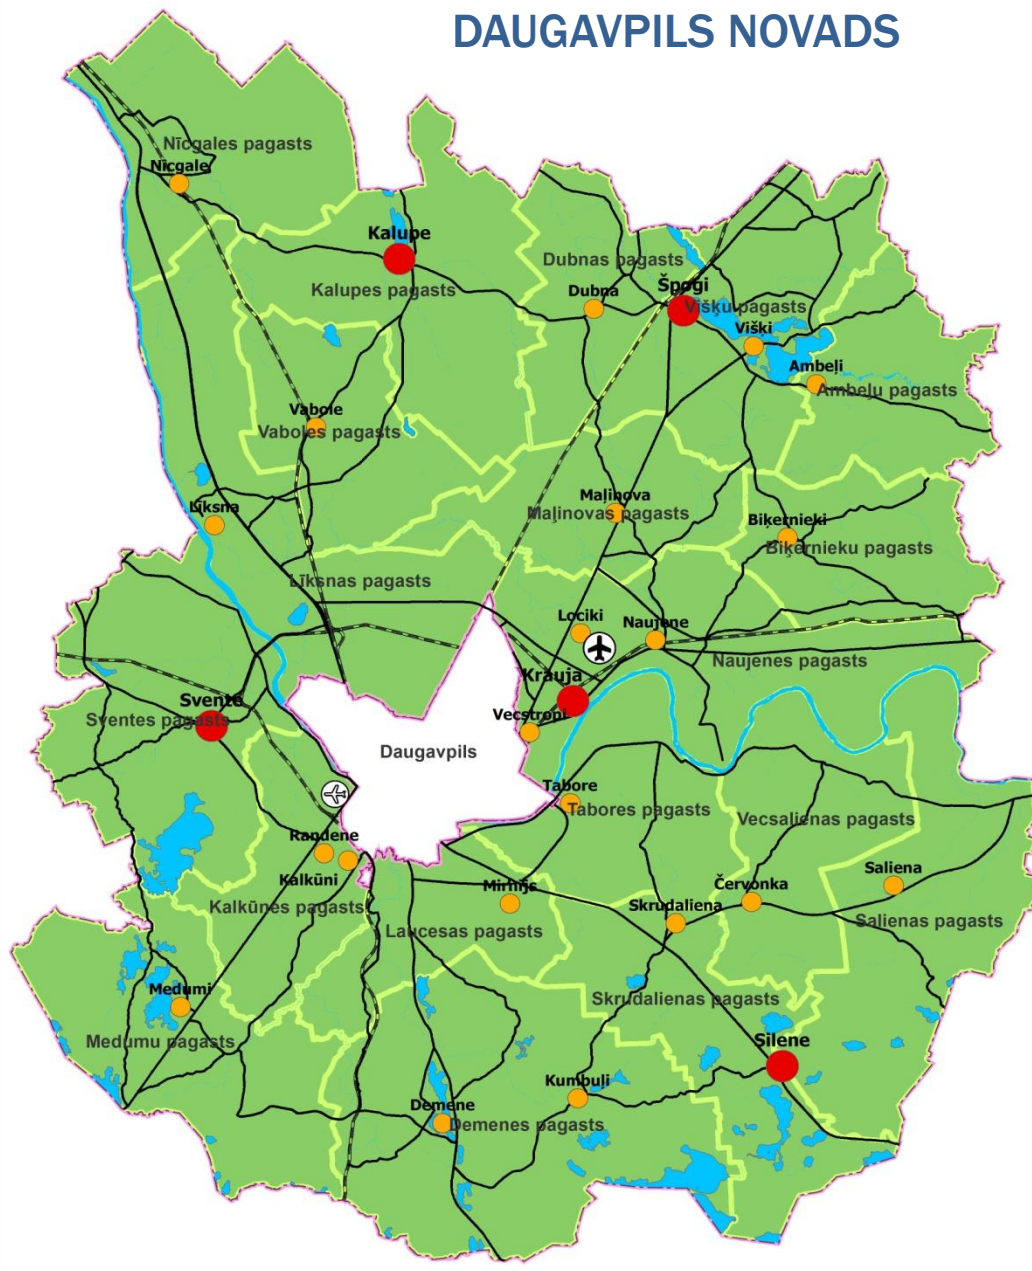 DAUGAVPILS NOVADS
Nīcgales pagasts
Nīcgale
Kalupe
Dubnas pagasts
Špoģi
Kalupes pagasts
Dubna
Višķu pagasts
Višķi
Ambeļi
Ambeļu pagasts
Vabole
Vaboles pagasts
Maļinova
Līksna
Maļinovas pagasts
Biķernieki
Biķernieku pagasts
Līksnas pagasts
Lociki
Naujene
Naujenes pagasts
Krauja
Svente
Vecstropi
Sventes pagasts
Daugavpils
Tabore
Tabores pagasts
Vecsalienas pagasts
Randene
Saliena
Kalkūni
Mirnijs
Červonka
Skrudaliena
Kalkūnes pagasts
Salienas pagasts
Laucesas pagasts
Medumi
Skrudalienas pagasts
Medumu pagasts
Silene
Kumbuļi
Demene
Demenes pagasts